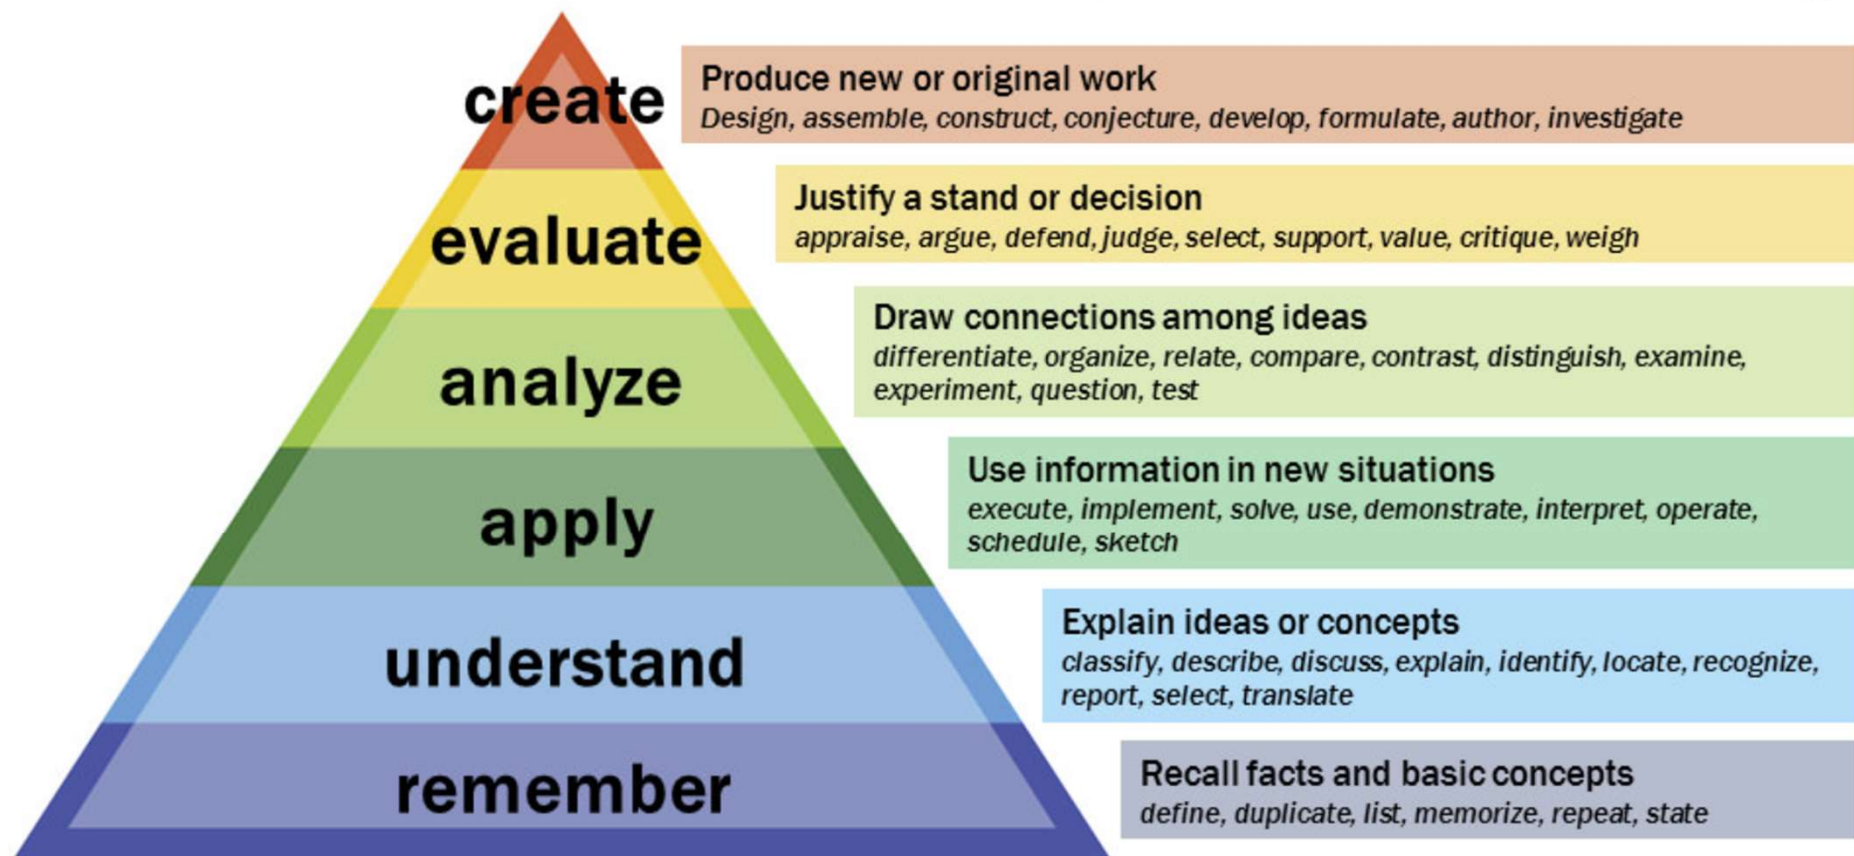 create
Produce new or original work
Design, assemble, construct, conjecture, develop, formulate, author, investigate
evaluate
Justify a stand or decision
appraise, argue, defend, judge, select, support, value, critique, weigh
analyze
Draw connections among ideas
differentiate, organize, relate, compare, contrast, distinguish, examine,
experiment, question, test
apply
Use information in new situations
execute, implement, solve, use, demonstrate, interpret, operate,
schedule, sketch
understand
Explain ideas or concepts
classify, describe, discuss, explain, identify, locate, recognize,
report, select, translate
remember
Recall facts and basic concepts
define, duplicate, list, memorize, repeat, state